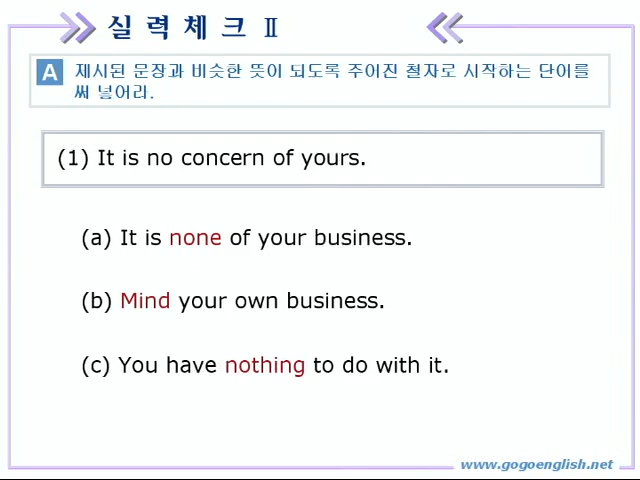 실 력 체 크 Ⅱ
A 제시된 문장과 비슷한 뜻이 되도록 주어진 철자로 시작하는 단어를
써 넣어라.
(1) It is no concern of yours.
(a) It is none of your business.
(b) Mind your own business.
(c) You have nothing to do with it.
www.gogoenglish.net